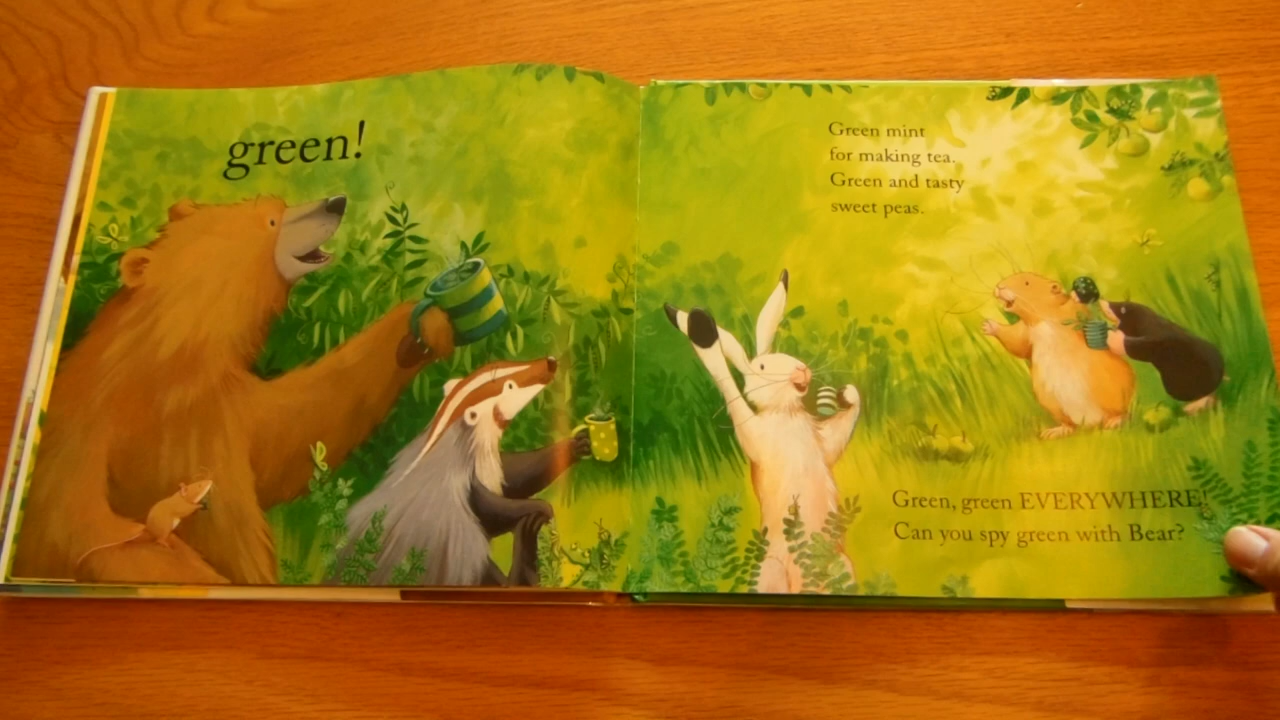 green!
Green mint
for making tea.
Green and tasty
sweet peas.
Green, green EVERYWHERE!
Can you spy green with Bear?